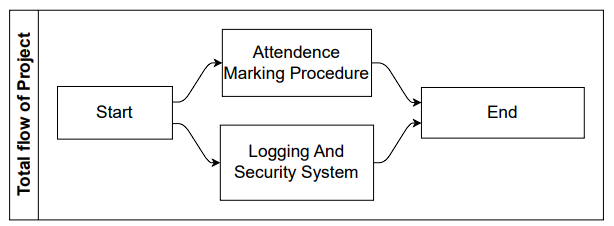 Total flow of Project
Start
Attendence
Marking Procedure
Logging And
Security System
End